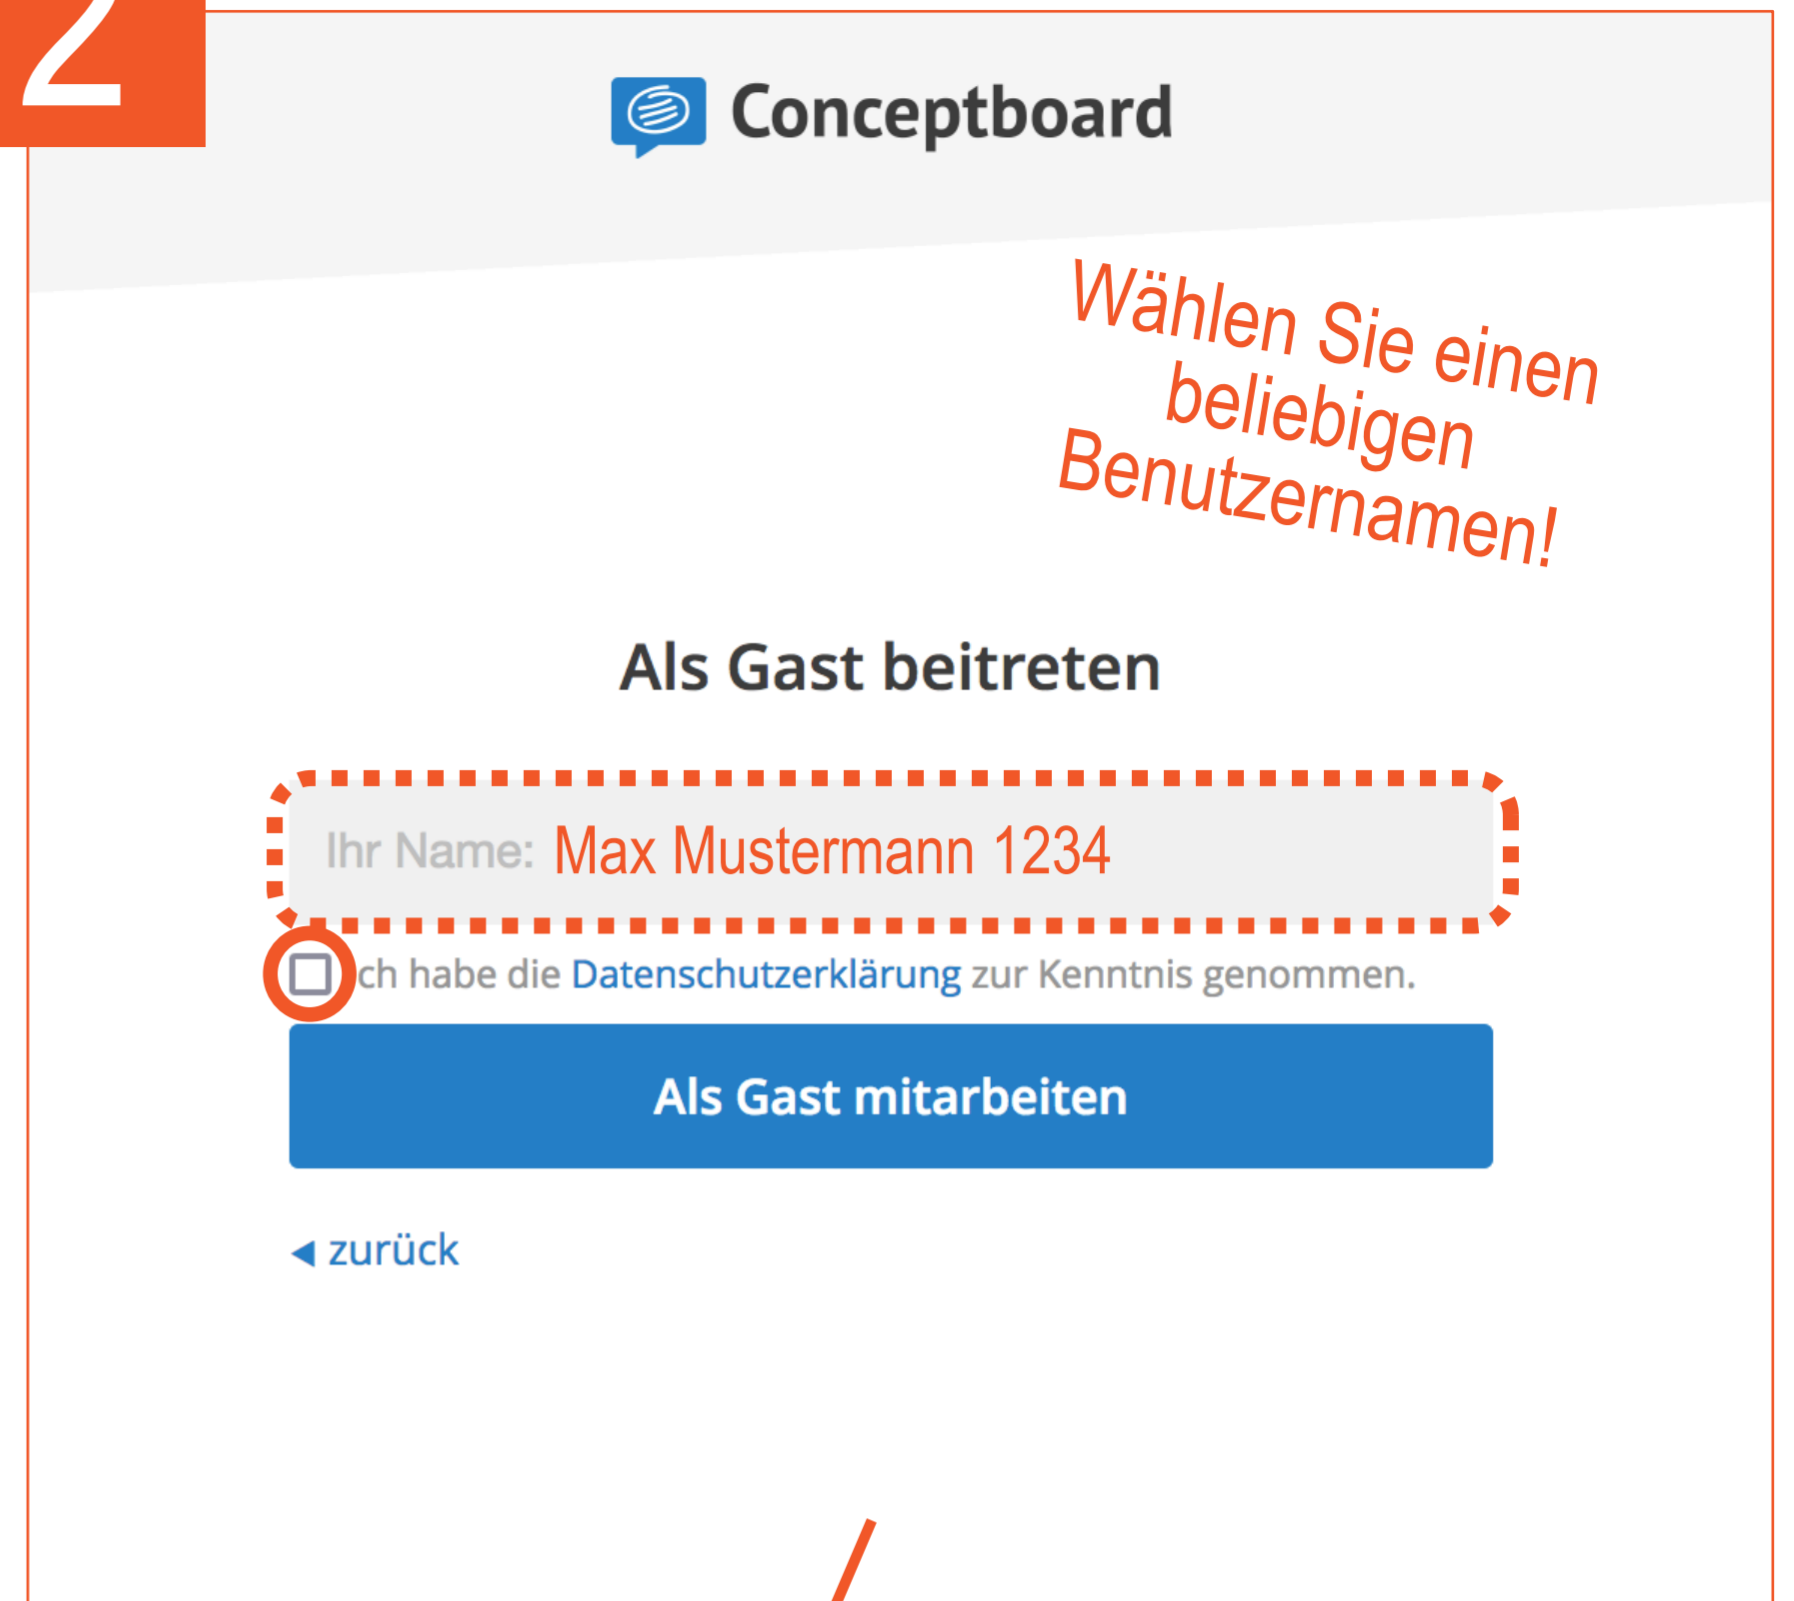 2
Conceptboard
Wählen Sie einen
beliebigen
Benutzernamen!
Als Gast beitreten
Ihr Name: Max Mustermann 1234
ch habe die Datenschutzerklärung zur Kenntnis genommen.
Als Gast mitarbeiten
◀ zurück